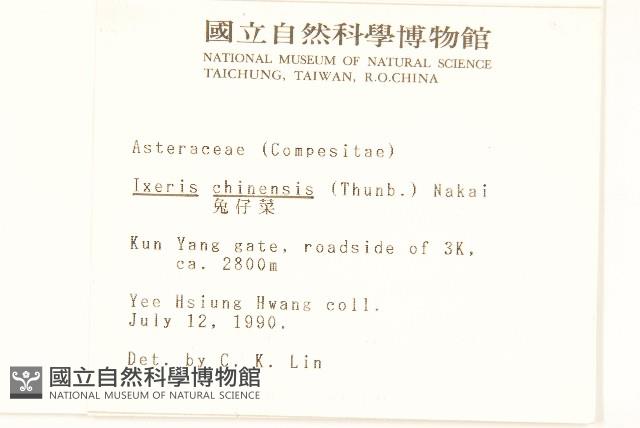 國立自然科學博物館
NATIONAL MUSEUM OF NATURAL SCIENCE
TAICHUNG, TAIWAN, R.O.CHINA
Asteraceae (Compesitae)
Ixeris chinensis (Thunb.) Nakai
兔仔菜
Kun Yang gate, roadside of 3K,
ca. 2800m
Yee Hsiung Hwang coll.
July 12, 1990.
Det. by C. K. Lin
國立自然科學博物館
NATIONAL MUSEUM OF NATURAL SCIENCE